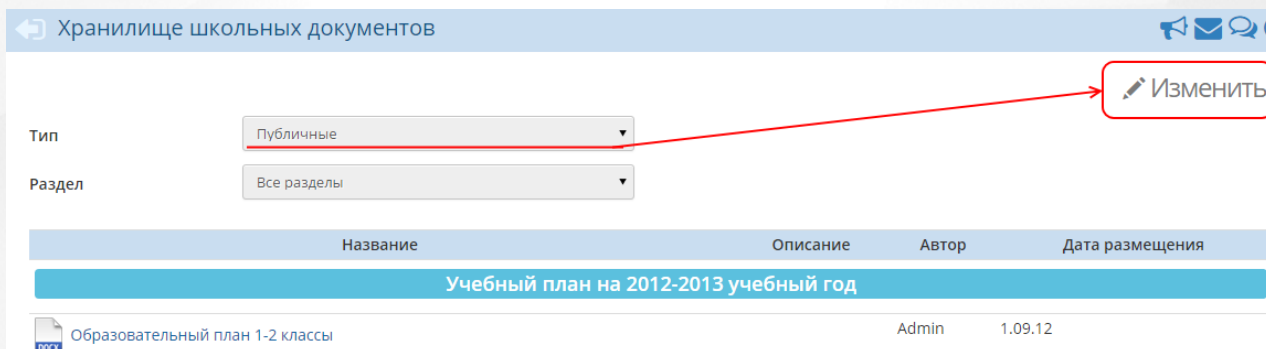 Хранилище школьных документов
Изменить
Тип Публичные
Раздел Все разделы
Название Описание Автор Дата размещения
Учебный план на 2012-2013 учебный год
Образовательный план 1-2 классы Admin 1.09.12
DOCX